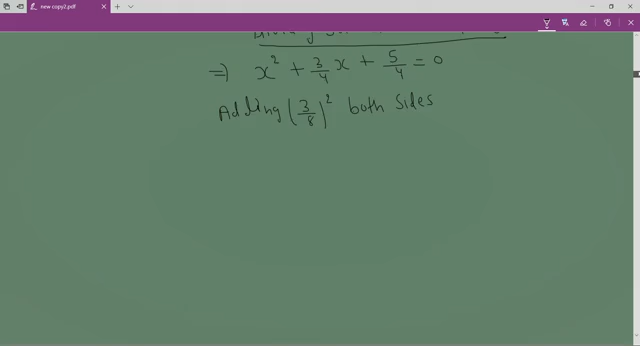 new copy2.pdf
⇒ x² + 3/4 x + 5/4 = 0
Adding (3/8)² both sides